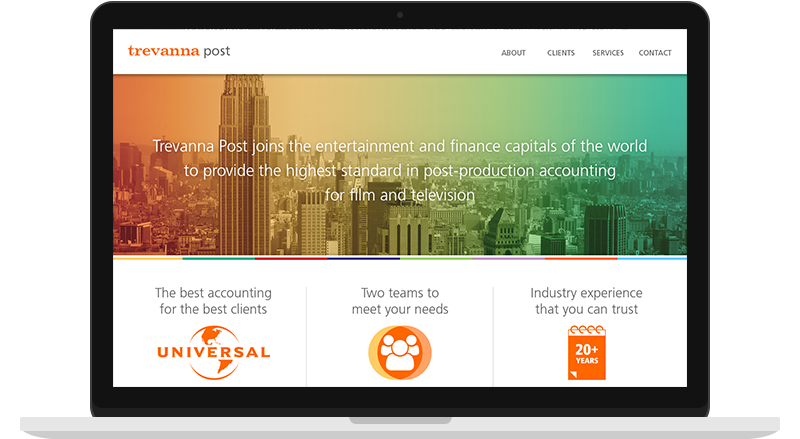 trevanna post
ABOUT CLIENTS SERVICES CONTACT
Trevanna Post joins the entertainment and finance capitals of the world
to provide the highest standard in post-production accounting
for film and television
The best accounting
for the best clients
UNIVERSAL
Two teams to
meet your needs
Industry experience
that you can trust
20+
YEARS